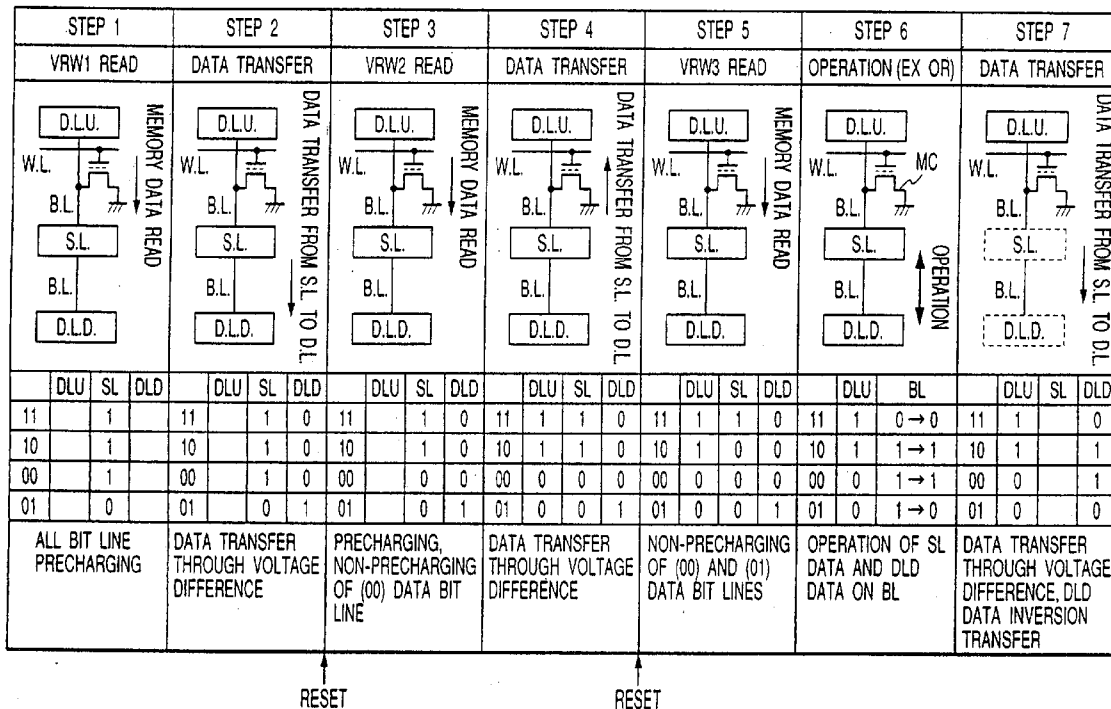 STEP 1
VRW1 READ
D.L.U.
W.L.
B.L.
S.L.
B.L.
D.L.D.
MEMORY DATA READ
DLU SL DLD
11 1
10 1
00 1
01 0
ALL BIT LINE
PRECHARGING
STEP 2
DATA TRANSFER
D.L.U.
W.L.
B.L.
S.L.
B.L.
D.L.D.
DATA TRANSFER FROM S.L. TO D.L.
DLU SL DLD
11 1 0
10 1 0
00 1 0
01 0 1
DATA TRANSFER
THROUGH VOLTAGE
DIFFERENCE
STEP 3
VRW2 READ
D.L.U.
W.L.
B.L.
S.L.
B.L.
D.L.D.
MEMORY DATA READ
DLU SL DLD
11 1 0
10 1 0
00 0 0
01 0 1
PRECHARGING,
NON-PRECHARGING
OF (00) DATA BIT
LINE
STEP 4
DATA TRANSFER
D.L.U.
W.L.
B.L.
S.L.
B.L.
D.L.D.
DATA TRANSFER FROM S.L. TO D.L.
DLU SL DLD
11 1 1 0
10 1 1 0
00 0 0 0
01 0 0 1
DATA TRANSFER
THROUGH VOLTAGE
DIFFERENCE
STEP 5
VRW3 READ
D.L.U.
W.L.
B.L.
S.L.
B.L.
D.L.D.
MEMORY DATA READ
DLU SL DLD
11 1 1 0
10 1 0 0
00 0 0 0
01 0 0 1
NON-PRECHARGING
OF (00) AND (01)
DATA BIT LINES
STEP 6
OPERATION (EX OR)
D.L.U.
W.L.
MC
B.L.
S.L.
B.L.
D.L.D.
OPERATION
DLU BL
11 1 0→0
10 1 1→1
00 0 1→1
01 0 1→0
OPERATION OF SL
DATA AND DLD
DATA ON BL
STEP 7
DATA TRANSFER
D.L.U.
W.L.
B.L.
S.L.
B.L.
D.L.D.
DATA TRANSFER FROM S.L. TO D.L.
DLU SL DLD
11 1 0
10 1 1
00 0 1
01 0 0
DATA TRANSFER
THROUGH VOLTAGE
DIFFERENCE, DLD
DATA INVERSION
TRANSFER
RESET
RESET